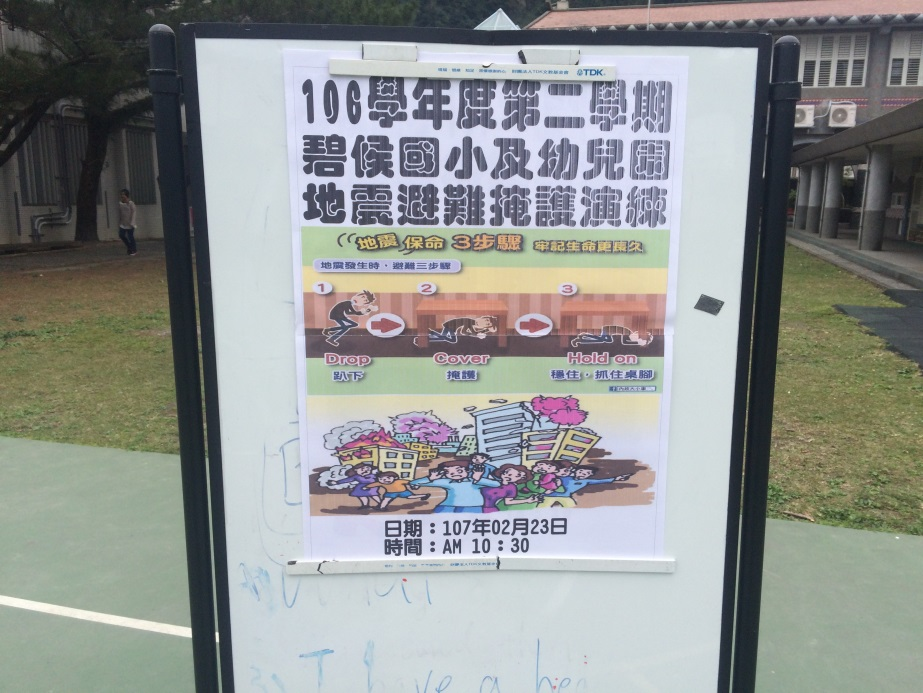 TDK
106學年度第二學期
碧候國小及幼兒園
地震避難掩護演練
地震 保命 3步驟 牢記生命更長久
地震發生時，避難三步驟
1 2 3
Drop Cover Hold on
趴下 掩護 穩住，抓住桌腳
日期：107年02月23日
時間：AM 10：30
I have a